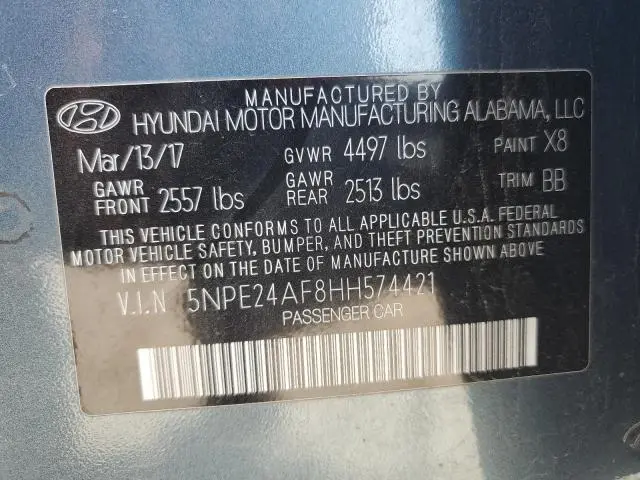 MANUFACTURED BY
HYUNDAI MOTOR MANUFACTURING ALABAMA, LLC
Mar/13/17 GVWR 4497 lbs PAINT X8
GAWR FRONT 2557 lbs GAWR REAR 2513 lbs TRIM BB
THIS VEHICLE CONFORMS TO ALL APPLICABLE U.S.A. FEDERAL
MOTOR VEHICLE SAFETY, BUMPER, AND THEFT PREVENTION STANDARDS
IN EFFECT ON THE DATE OF MANUFACTURE SHOWN ABOVE
V.I.N 5NPE24AF8HH574421
PASSENGER CAR